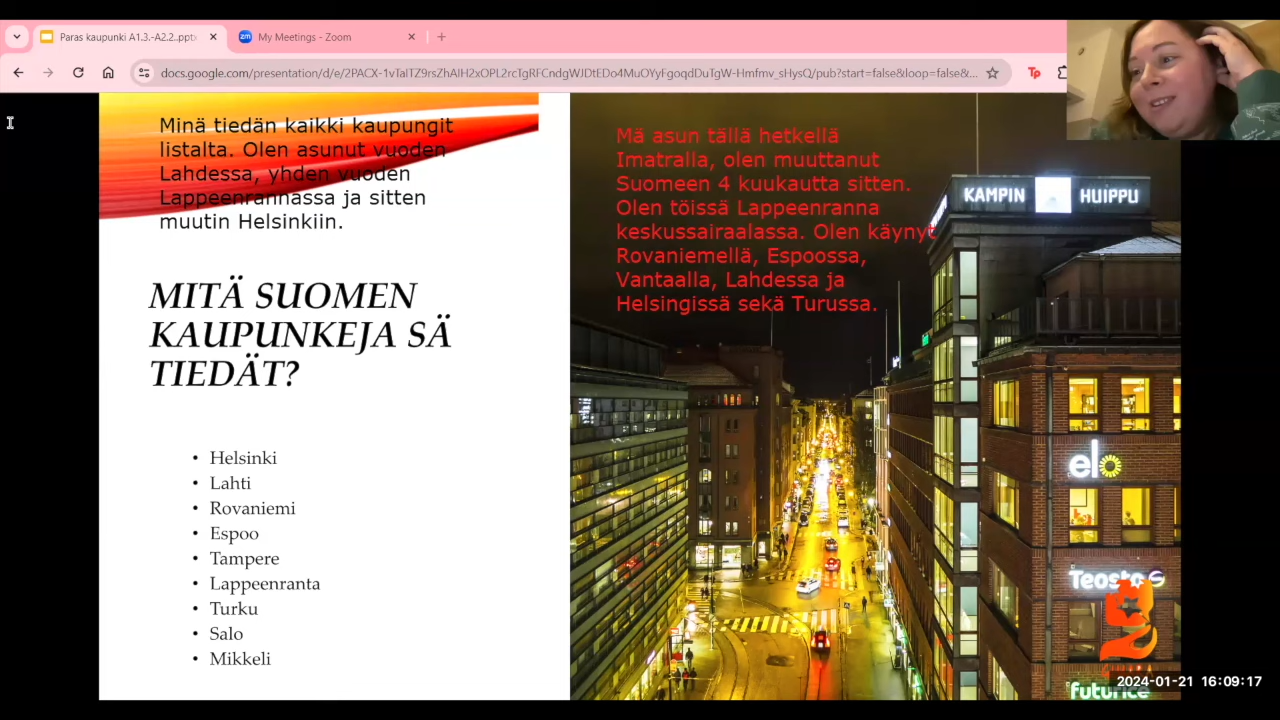 Paras kaupunki A1.3.-A2.2..pptx
My Meetings - Zoom
docs.google.com/presentation/d/e/2PACX-1vTalTZ9rsZhAIH2xOPL2rcTgRFCndgWJDtEDo4MuOYyFgoqdDuTgW-Hmfmv_sHysQ/pub?start=false&loop=false&...
Minä tiedän kaikki kaupungit
listalta. Olen asunut vuoden
Lahdessa, yhden vuoden
Lappeenrannassa ja sitten
muutin Helsinkiin.
MITÄ SUOMEN
KAUPUNKEJA SÄ
TIEDÄT?
• Helsinki
• Lahti
• Rovaniemi
• Espoo
• Tampere
• Lappeenranta
• Turku
• Salo
• Mikkeli
Mä asun tällä hetkellä
Imatralla, olen muuttanut
Suomeen 4 kuukautta sitten.
Olen töissä Lappeenranna
keskussairaalassa. Olen käynyt
Rovaniemellä, Espoossa,
Vantaalla, Lahdessa ja
Helsingissä sekä Turussa.
KAMPIN HUIPPU
elo
Teosto
futurice
2024-01-21 16:09:17